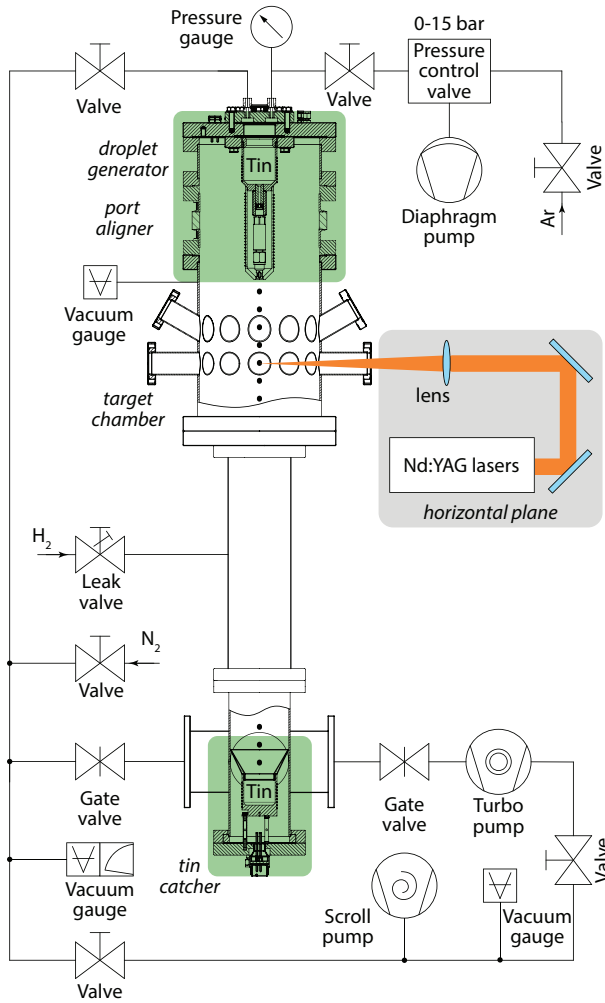 Pressure
gauge
0-15 bar
Pressure
control
valve
Valve
Valve
droplet
generator
Tin
Valve
port
aligner
Diaphragm
pump
Ar
Vacuum
gauge
target
chamber
lens
Nd:YAG lasers
horizontal plane
H₂
Leak
valve
N₂
Valve
Gate
valve
Tin
Gate
valve
Turbo
pump
Vacuum
gauge
tin
catcher
Valve
Scroll
pump
Vacuum
gauge
Valve